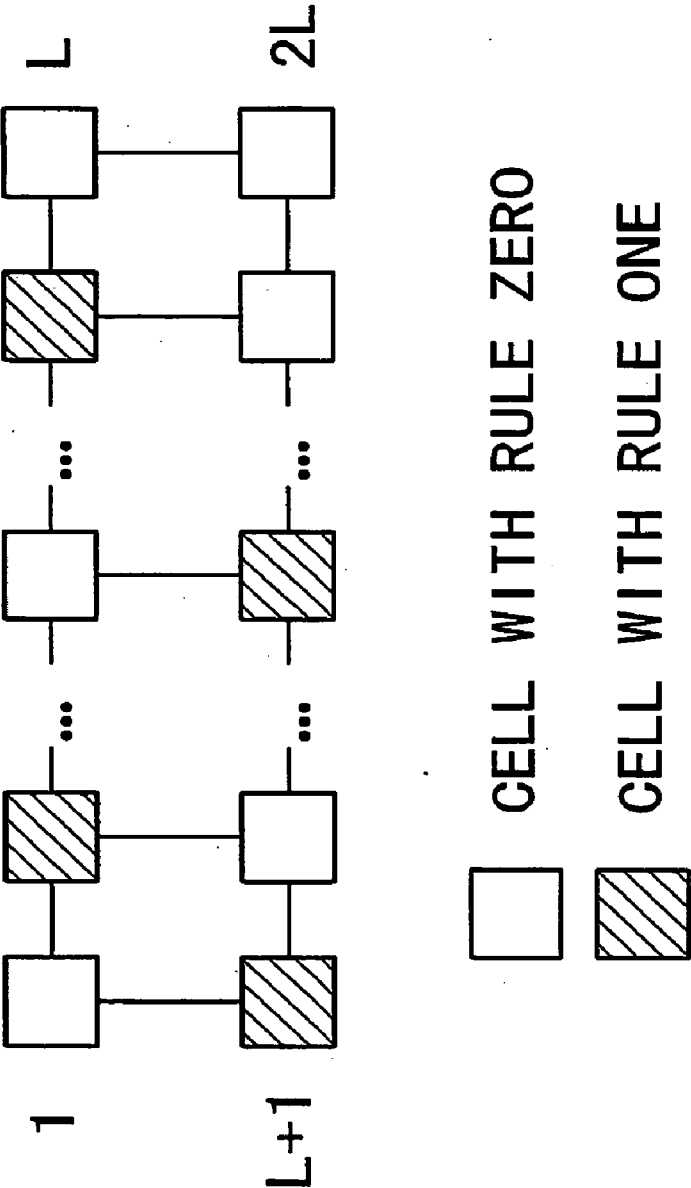 1
...
...
L
L+1
...
...
2L
CELL WITH RULE ZERO
CELL WITH RULE ONE